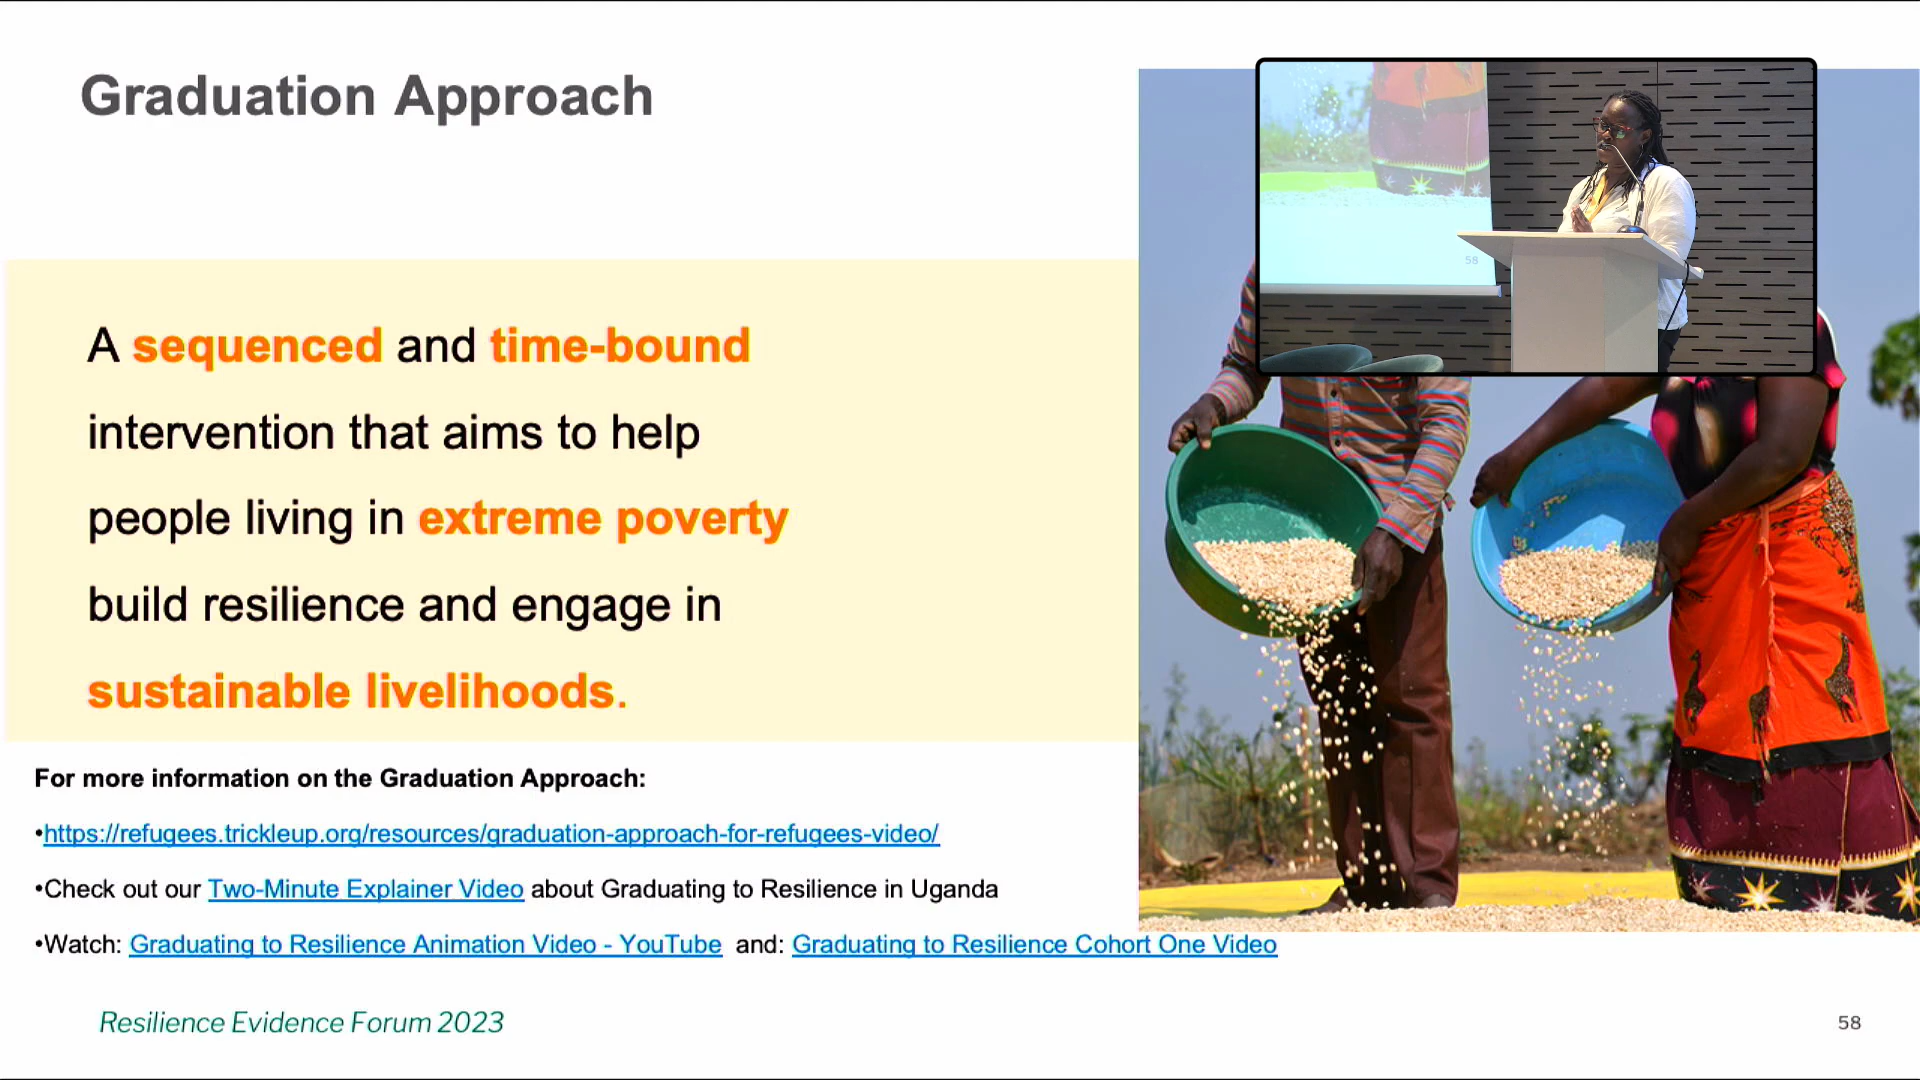 Graduation Approach
A sequenced and time-bound
intervention that aims to help
people living in extreme poverty
build resilience and engage in
sustainable livelihoods.
For more information on the Graduation Approach:
•https://refugees.trickleup.org/resources/graduation-approach-for-refugees-video/
•Check out our Two-Minute Explainer Video about Graduating to Resilience in Uganda
•Watch: Graduating to Resilience Animation Video - YouTube and: Graduating to Resilience Cohort One Video
Resilience Evidence Forum 2023
58
58